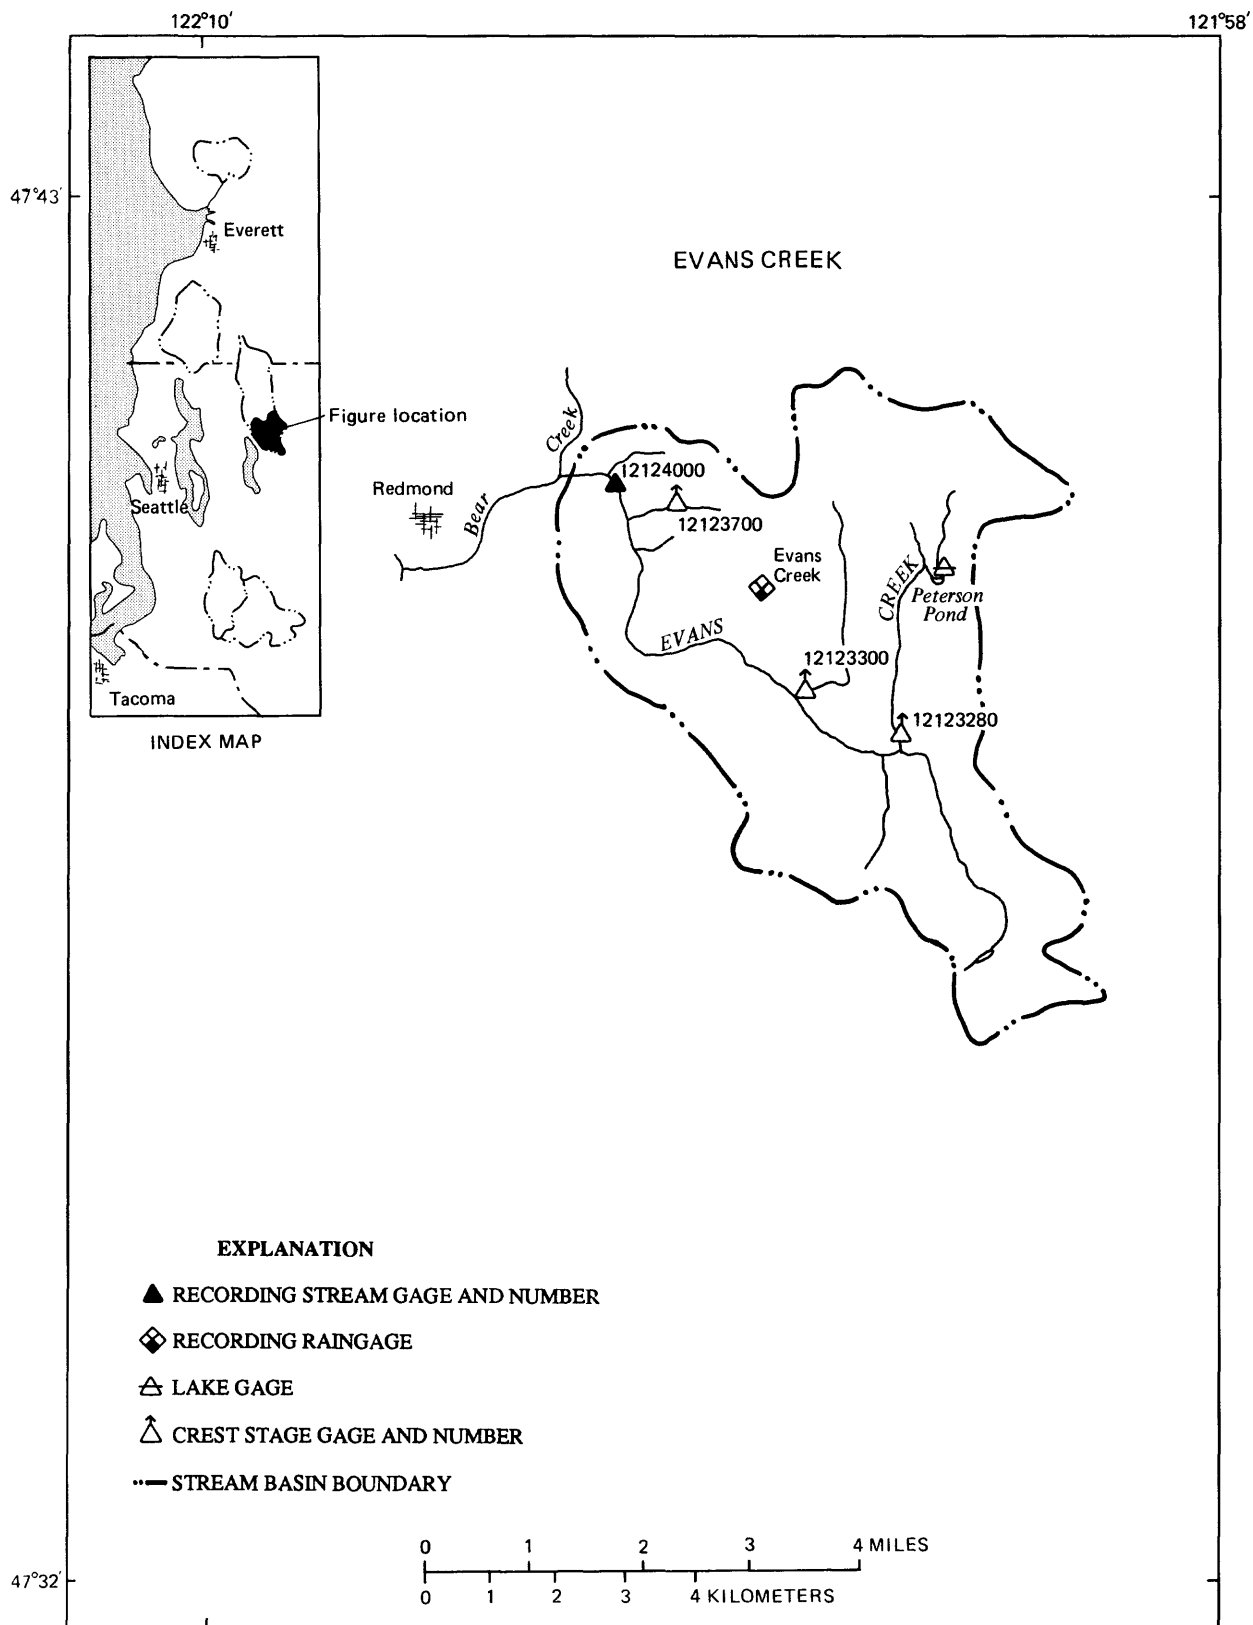 122°10'
121°58'
47°43'
Everett
EVANS CREEK
Figure location
Creek
Redmond
Bear
12124000
12123700
Seattle
Evans
Creek
CREEK
Peterson
Pond
EVANS
12123300
12123280
Tacoma
INDEX MAP
EXPLANATION
RECORDING STREAM GAGE AND NUMBER
RECORDING RAINGAGE
LAKE GAGE
CREST STAGE GAGE AND NUMBER
STREAM BASIN BOUNDARY
0 1 2 3 4 MILES
47°32'
0 1 2 3 4 KILOMETERS